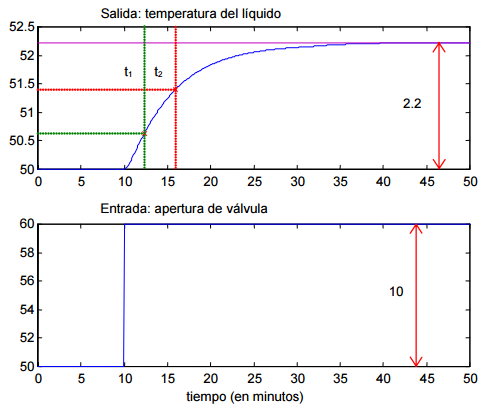 Salida: temperatura del líquido
52.5
52
51.5
51
50.5
50
t₁ t₂
2.2
0 5 10 15 20 25 30 35 40 45 50
Entrada: apertura de válvula
60
58
56
54
52
50
10
0 5 10 15 20 25 30 35 40 45 50
tiempo (en minutos)